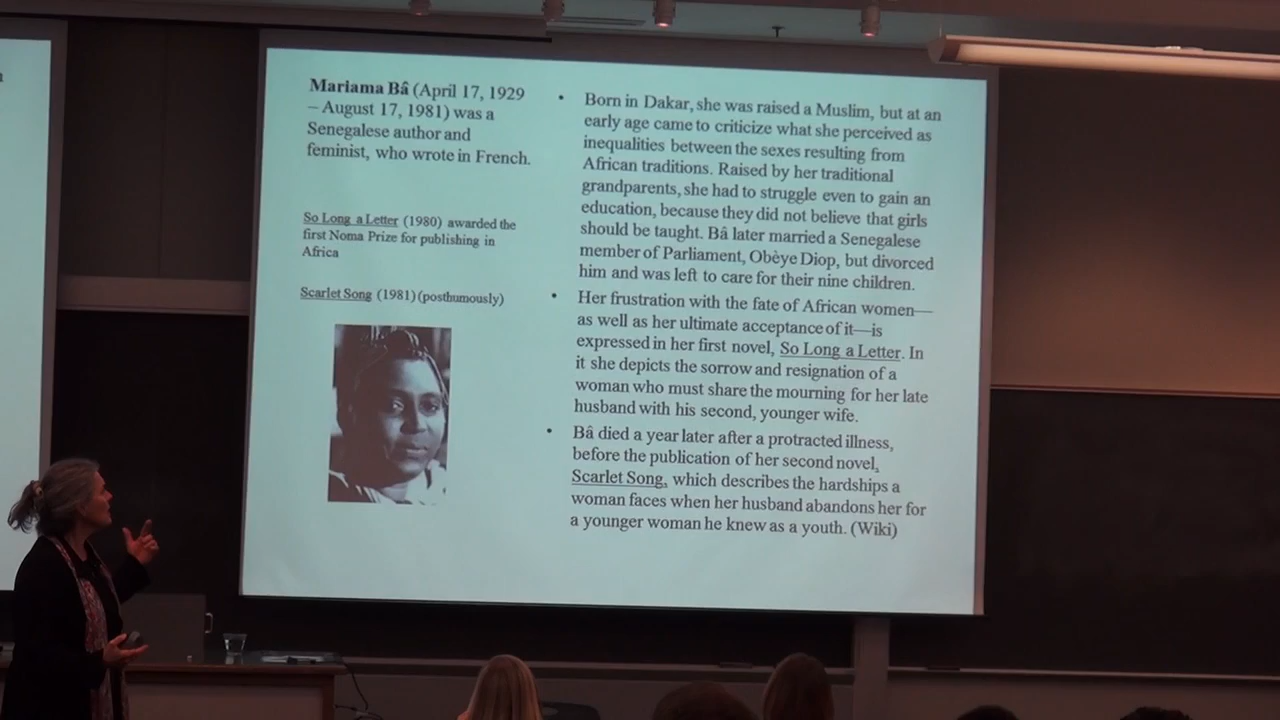 Mariama Bâ (April 17, 1929
– August 17, 1981) was a
Senegalese author and
feminist, who wrote in French.
So Long a Letter (1980) awarded the
first Noma Prize for publishing in
Africa
Scarlet Song (1981)(posthumously)
• Born in Dakar, she was raised a Muslim, but at an
early age came to criticize what she perceived as
inequalities between the sexes resulting from
African traditions. Raised by her traditional
grandparents, she had to struggle even to gain an
education, because they did not believe that girls
should be taught. Bâ later married a Senegalese
member of Parliament, Obèye Diop, but divorced
him and was left to care for their nine children.
• Her frustration with the fate of African women—
as well as her ultimate acceptance of it—is
expressed in her first novel, So Long a Letter. In
it she depicts the sorrow and resignation of a
woman who must share the mourning for her late
husband with his second, younger wife.
• Bâ died a year later after a protracted illness,
before the publication of her second novel,
Scarlet Song, which describes the hardships a
woman faces when her husband abandons her for
a younger woman he knew as a youth. (Wiki)